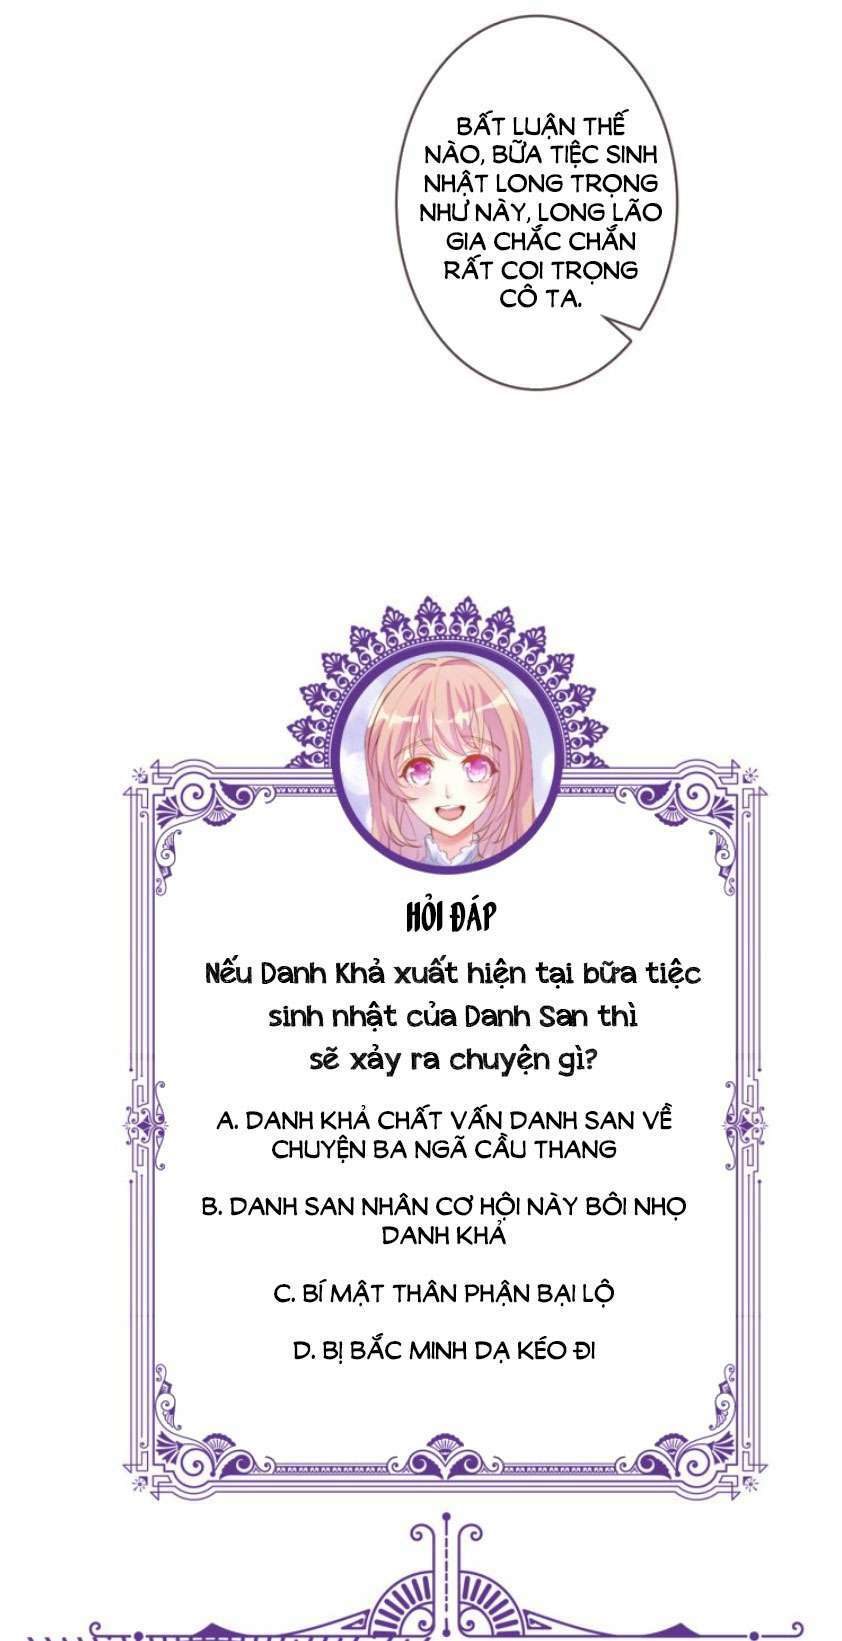 BẤT LUẬN THẾ
NÀO, BỮA TIỆC SINH
NHẬT LONG TRỌNG
NHƯ NÀY, LONG LÃO
GIA CHẮC CHẮN
RẤT COI TRỌNG
CÔ TA.
HỎI ĐÁP
Nếu Danh Khả xuất hiện tại bữa tiệc
sinh nhật của Danh San thì
sẽ xảy ra chuyện gì?
A. DANH KHẢ CHẤT VẤN DANH SAN VỀ
CHUYỆN BA NGÃ CẦU THANG
B. DANH SAN NHÂN CƠ HỘI NÀY BÔI NHỌ
DANH KHẢ
C. BÍ MẬT THÂN PHẬN BẠI LỘ
D. BỊ BẮC MINH DẠ KÉO ĐI